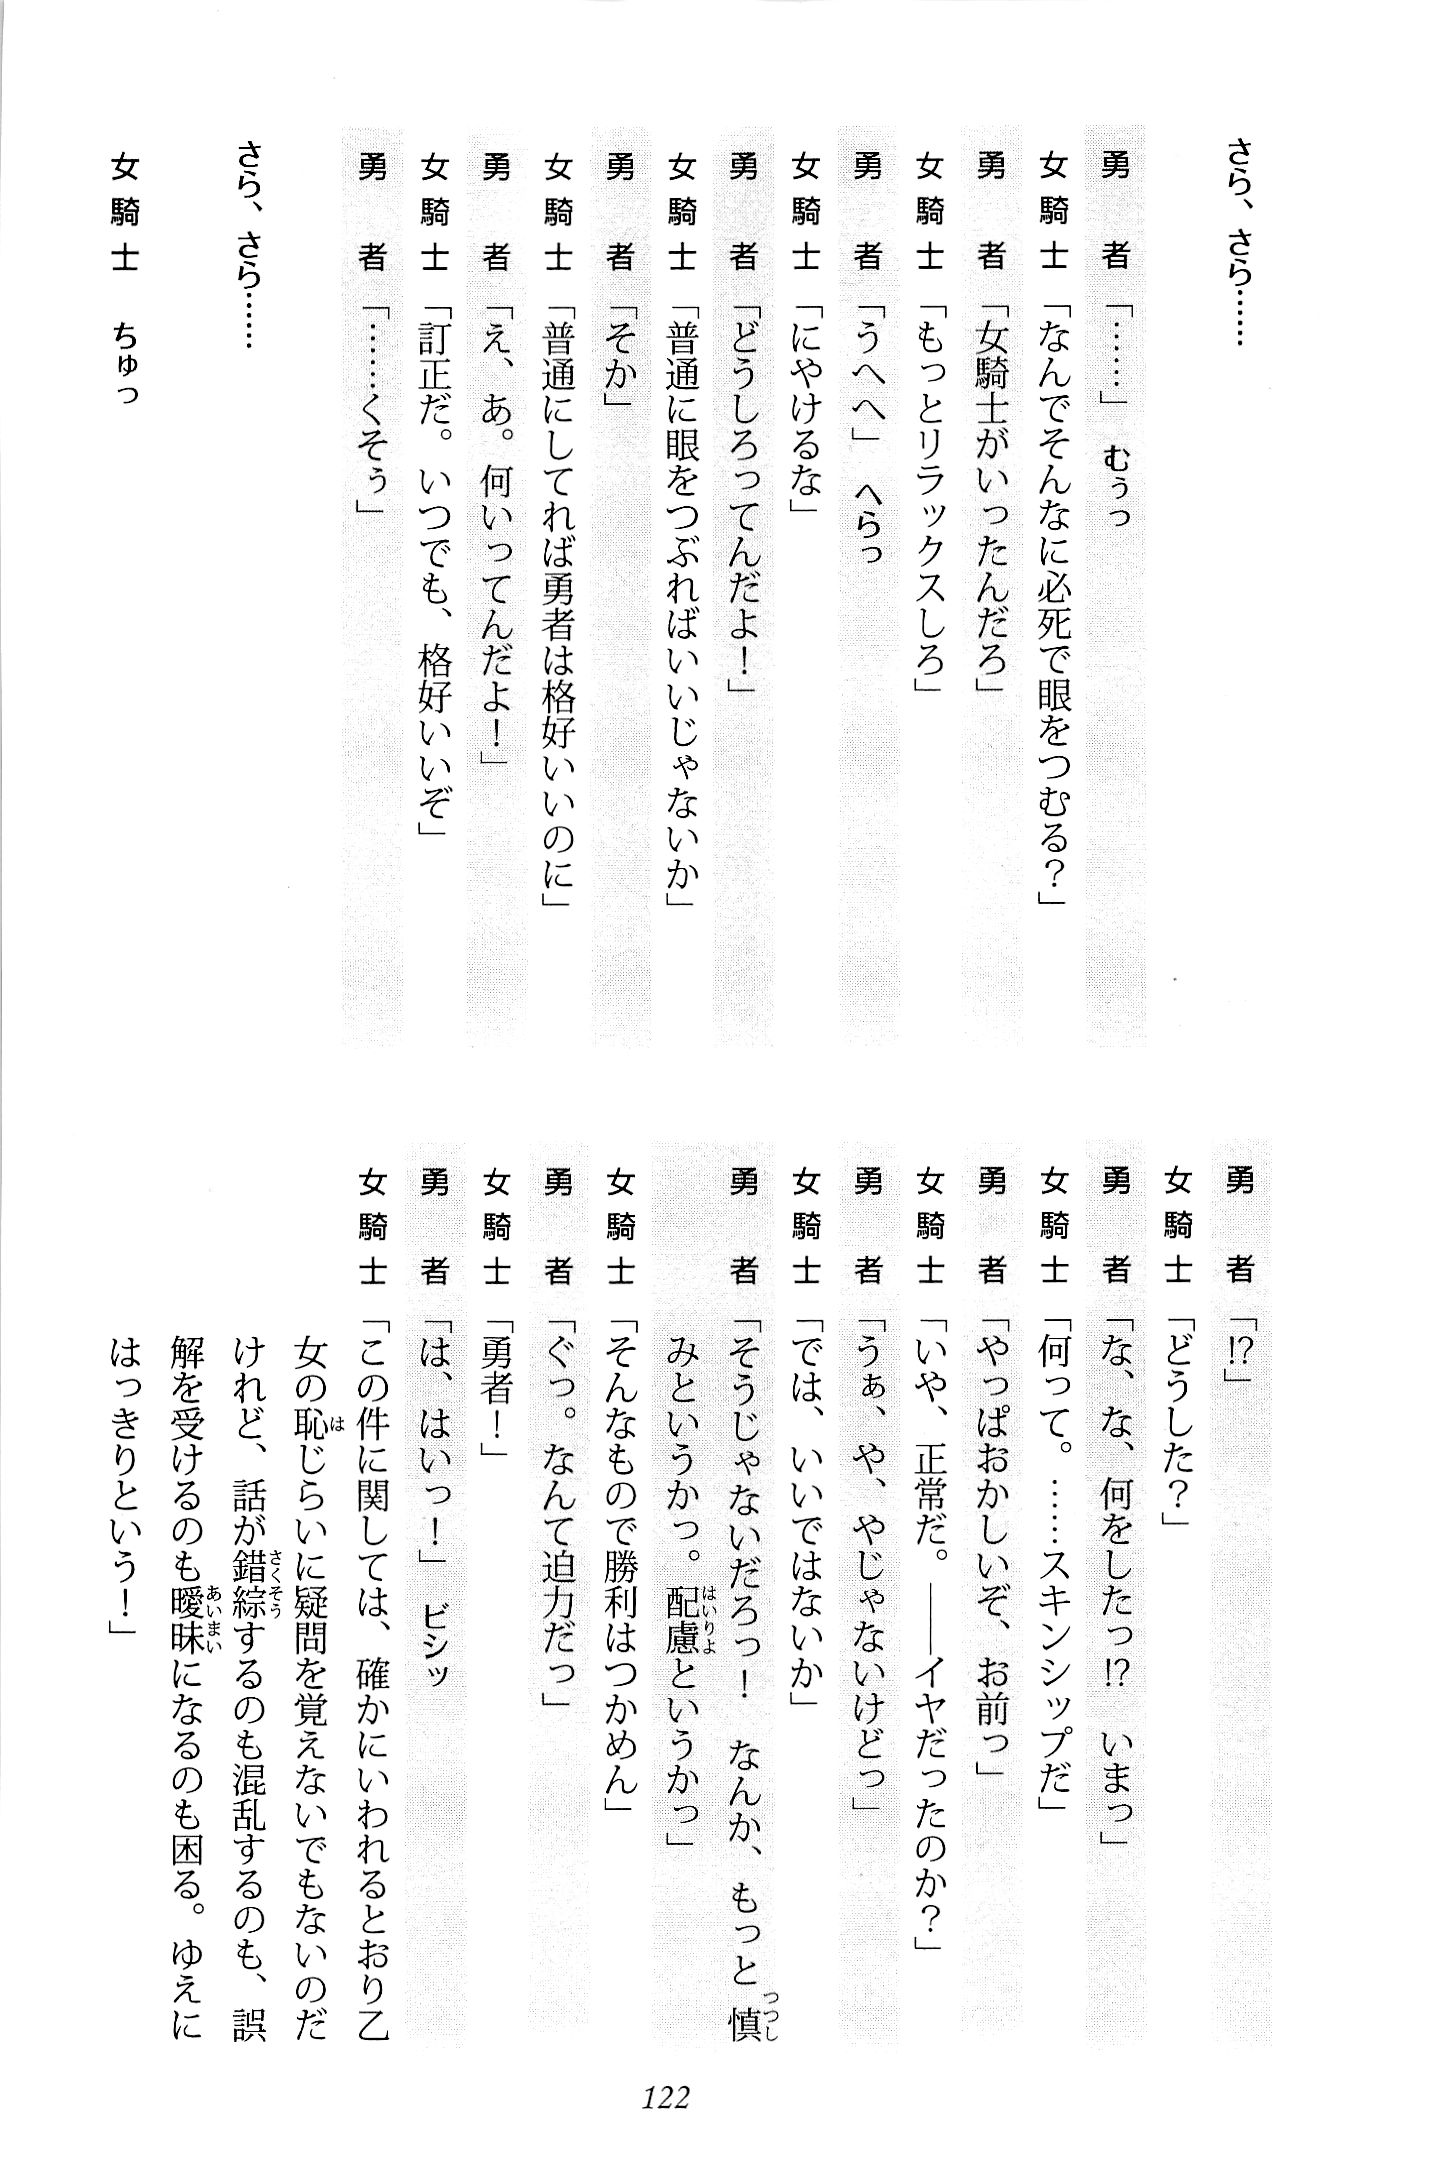 さら、さら……
勇者「……」　むぅっ
女騎士「なんでそんなに必死で眼をつむる？」
勇者「女騎士がいったんだろ」
女騎士「もっとリラックスしろ」
勇者「うへへ」　へらっ
女騎士「にやけるな」
勇者「どうしろってんだよ！」
女騎士「普通に眼をつぶればいいじゃないか」
勇者「そか」
女騎士「普通にしてれば勇者は格好いいのに」
勇者「え、あ。何いってんだよ！」
女騎士「訂正だ。いつでも、格好いいぞ」
勇者「……くそぅ」
さら、さら……
女騎士　ちゅっ
勇者「!?」
女騎士「どうした？」
勇者「な、な、何をしたっ!?　いまっ」
女騎士「何って。……スキンシップだ」
勇者「やっぱおかしいぞ、お前っ」
女騎士「いや、正常だ。――イヤだったのか？」
勇者「うぁ、や、やじゃないけどっ」
女騎士「では、いいではないか」
勇者「そうじゃないだろっ！　なんか、もっと慎
みというかっ。配慮というかっ」
女騎士「そんなもので勝利はつかめん」
勇者「ぐっ。なんて迫力だっ」
女騎士「勇者！」
勇者「は、はいっ！」　ビシッ
女騎士「この件に関しては、確かにいわれるとおり乙
女の恥じらいに疑問を覚えないでもないのだ
けれど、話が錯綜するのも混乱するのも、誤
解を受けるのも曖昧になるのも困る。ゆえに
はっきりという！」
122